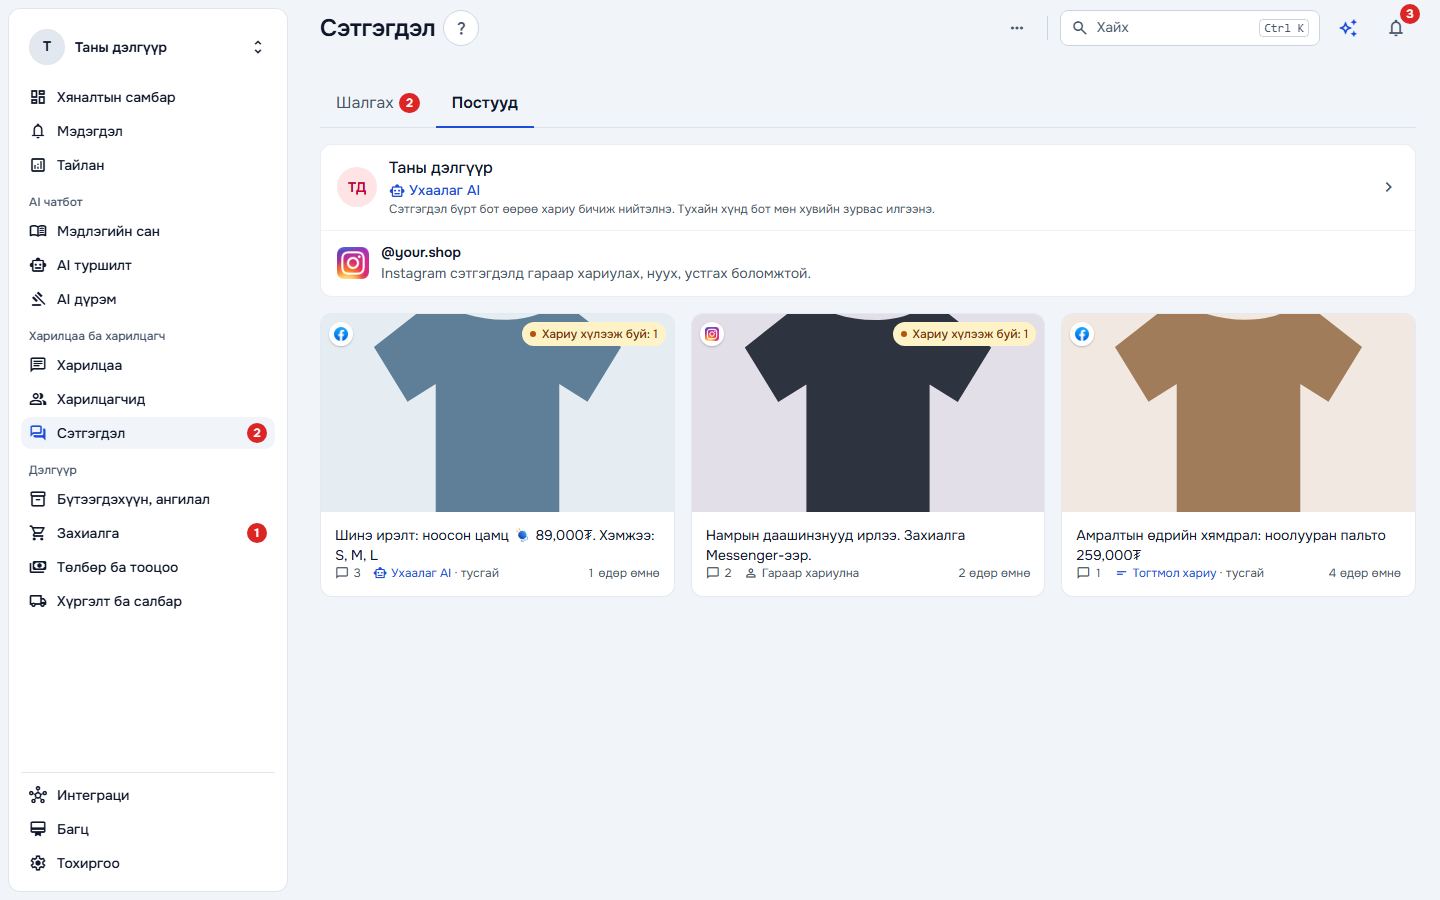 Т
Таны дэлгүүр
Хяналтын самбар
Мэдэгдэл
Тайлан
AI чатбот
Мэдлэгийн сан
AI туршилт
AI дүрэм
Харилцаа ба харилцагч
Харилцаа
Харилцагчид
Сэтгэгдэл 2
Дэлгүүр
Бүтээгдэхүүн, ангилал
Захиалга 1
Төлбөр ба тооцоо
Хүргэлт ба салбар
Интеграци
Багц
Тохиргоо
Сэтгэгдэл ?
Хайх Ctrl K
3
Шалгах 2 Постууд
ТД
Таны дэлгүүр
Ухаалаг AI
Сэтгэгдэл бүрт бот өөрөө хариу бичиж нийтэлнэ. Тухайн хүнд бот мөн хувийн зурвас илгээнэ.
@your.shop
Instagram сэтгэгдэлд гараар хариулах, нуух, устгах боломжтой.
Хариу хүлээж буй: 1
Шинэ ирэлт: ноосон цамц 🧶 89,000₮. Хэмжээ:
S, M, L
3 Ухаалаг AI · тусгай 1 өдөр өмнө
Хариу хүлээж буй: 1
Намрын даашинзнууд ирлээ. Захиалга
Messenger-ээр.
2 Гараар хариулна 2 өдөр өмнө
Амралтын өдрийн хямдрал: ноолууран пальто
259,000₮
1 Тогтмол хариу · тусгай 4 өдөр өмнө